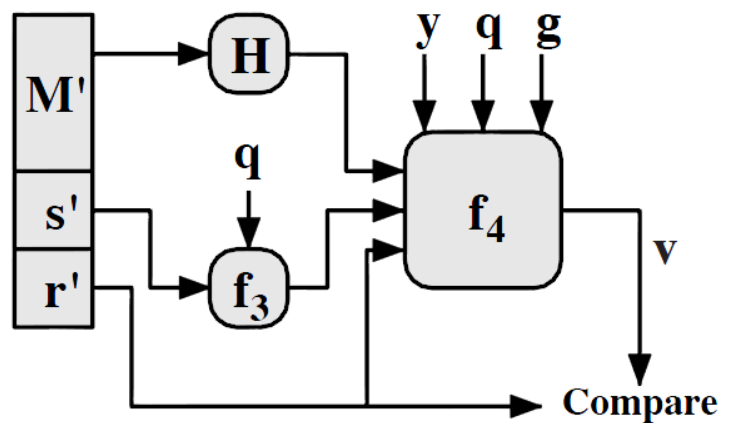 y q g
M' H
q
s' f₄
v
r' f₃
Compare